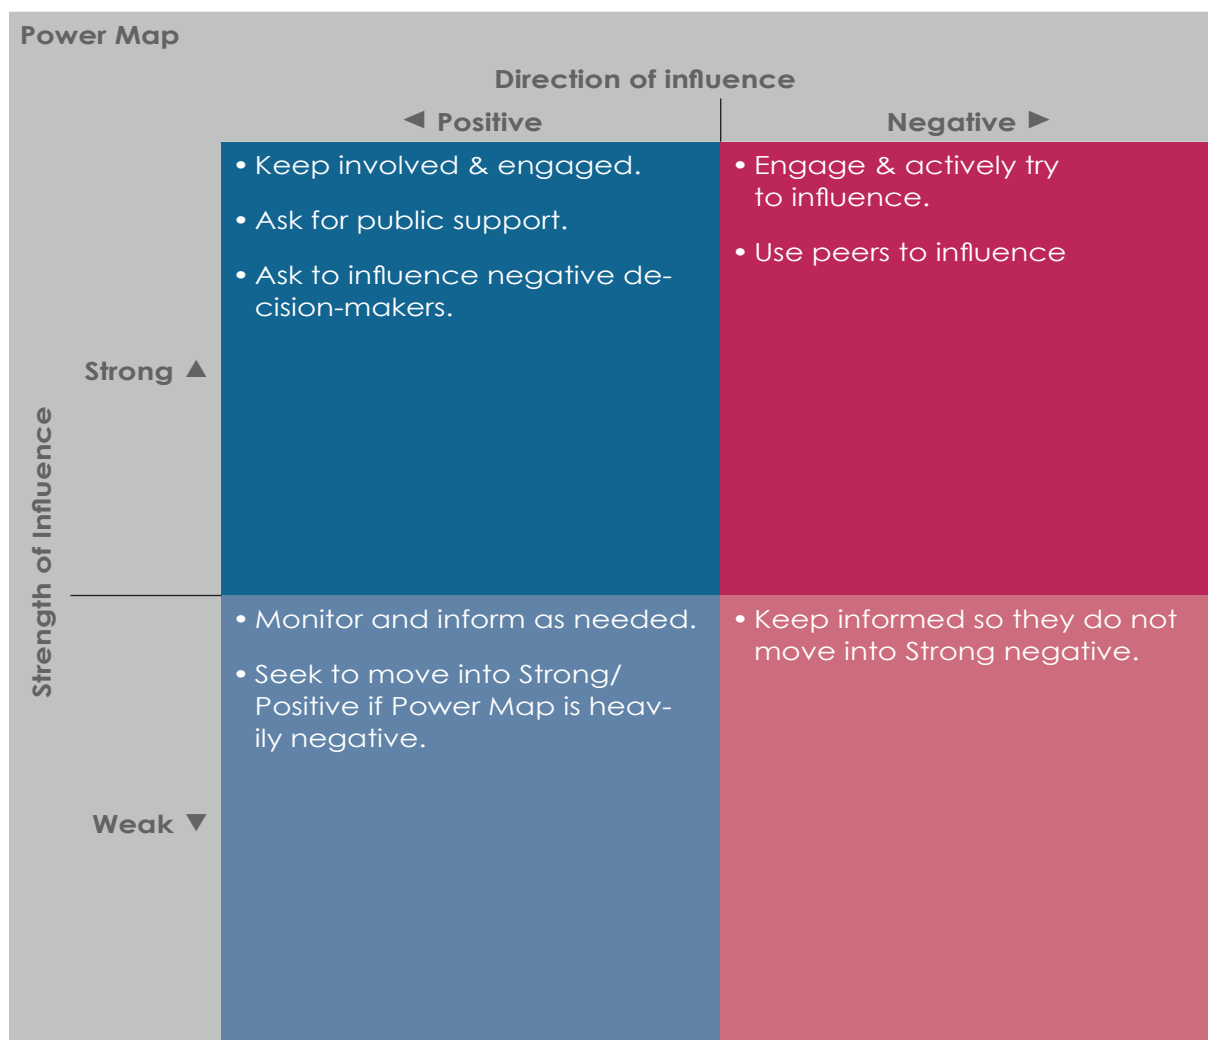 Power Map
Direction of influence
◄ Positive
Negative ►
Strength of Influence
Strong ▲
• Keep involved & engaged.
• Ask for public support.
• Ask to influence negative de-
cision-makers.
• Engage & actively try
to influence.
• Use peers to influence
Weak ▼
• Monitor and inform as needed.
• Seek to move into Strong/
Positive if Power Map is heav-
ily negative.
• Keep informed so they do not
move into Strong negative.